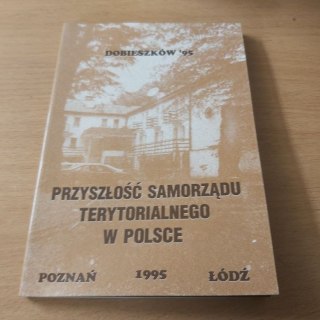 DOBIESZKÓW '95
PRZYSZŁOŚĆ SAMORZĄDU
TERYTORIALNEGO
W POLSCE
POZNAŃ 1995 ŁÓDŹ